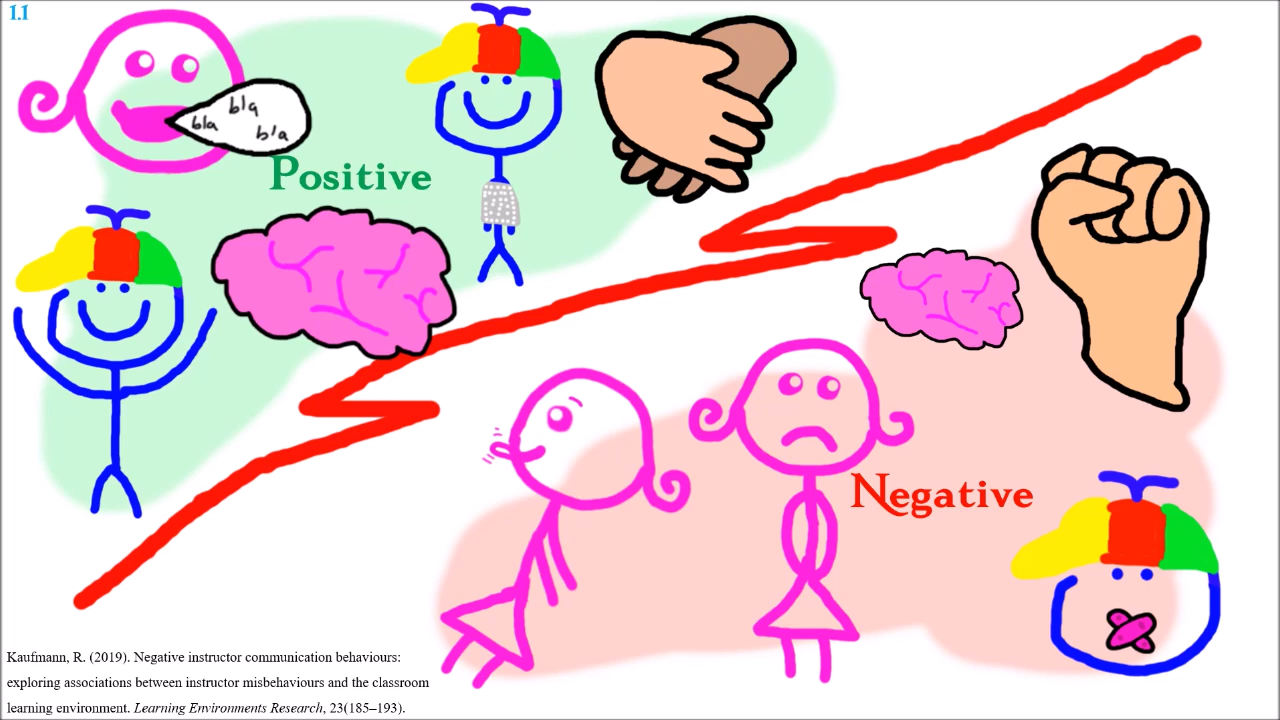 1.1
bla
bla
bla
Positive
Negative
Kaufmann, R. (2019). Negative instructor communication behaviours:
exploring associations between instructor misbehaviours and the classroom
learning environment. Learning Environments Research, 23(185–193).